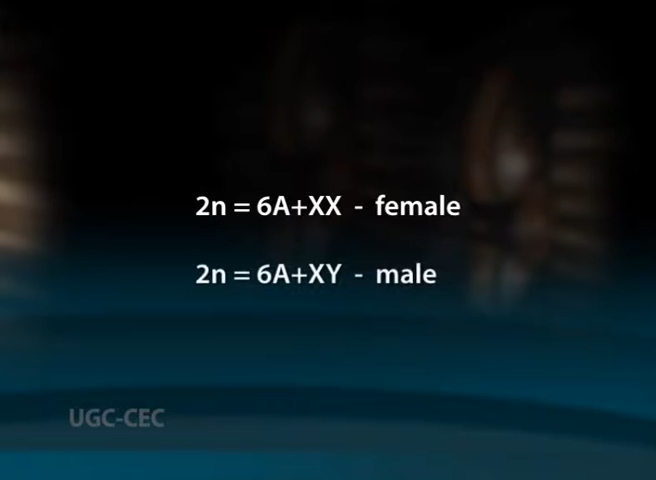 2n = 6A+XX - female
2n = 6A+XY - male
UGC-CEC